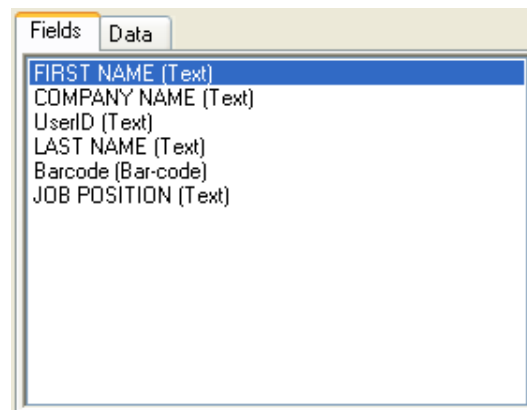 Fields Data
FIRST NAME (Text)
COMPANY NAME (Text)
UserID (Text)
LAST NAME (Text)
Barcode (Bar-code)
JOB POSITION (Text)